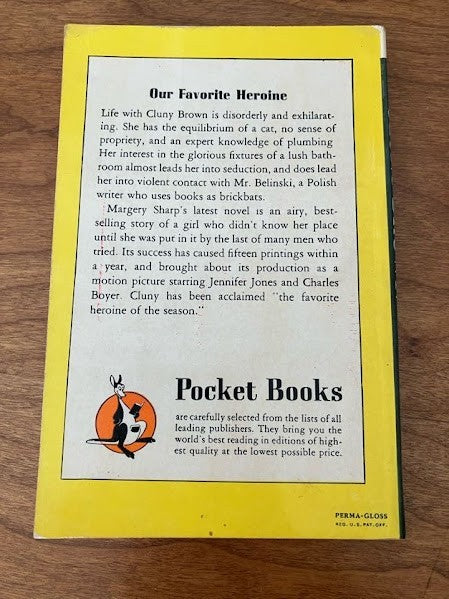 Our Favorite Heroine
Life with Cluny Brown is disorderly and exhilarat-
ing. She has the equilibrium of a cat, no sense of
propriety, and an expert knowledge of plumbing
Her interest in the glorious fixtures of a lush bath-
room almost leads her into seduction, and does lead
her into violent contact with Mr. Belinski, a Polish
writer who uses books as brickbats.
Margery Sharp's latest novel is an airy, best-
selling story of a girl who didn't know her place
until she was put in it by the last of many men who
tried. Its success has caused fifteen printings within
a year, and brought about its production as a
motion picture starring Jennifer Jones and Charles
Boyer. Cluny has been acclaimed "the favorite
heroine of the season."
Pocket Books
are carefully selected from the lists of all
leading publishers. They bring you the
world's best reading in editions of high-
est quality at the lowest possible price.
PERMA-GLOSS
REG. U.S. PAT. OFF.